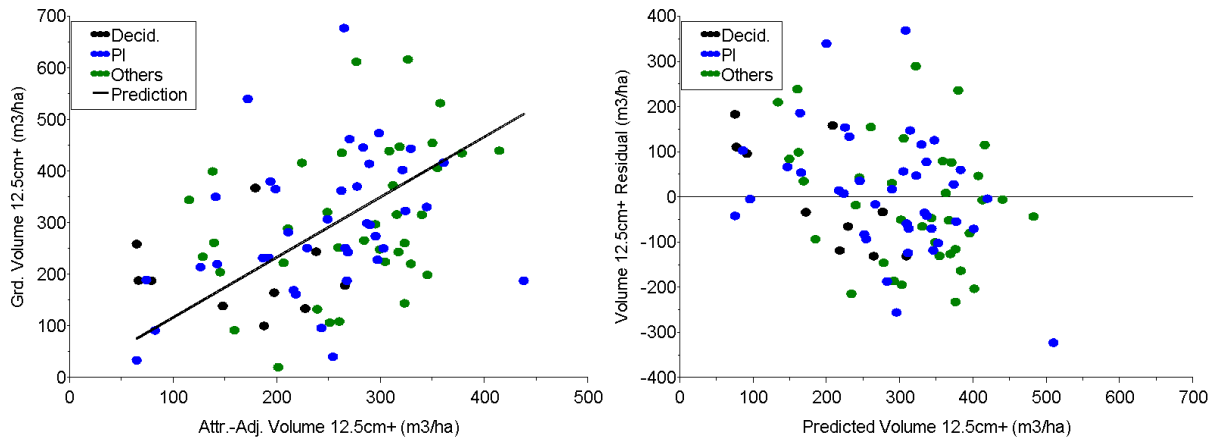 Grd. Volume 12.5cm+ (m3/ha)
700
600
500
400
300
200
100
0
Decid.
Pl
Others
Prediction
0 100 200 300 400 500
Attr.-Adj. Volume 12.5cm+ (m3/ha)
Volume 12.5cm+ Residual (m3/ha)
400
300
200
100
0
-100
-200
-300
-400
Decid.
Pl
Others
0 100 200 300 400 500 600 700
Predicted Volume 12.5cm+ (m3/ha)